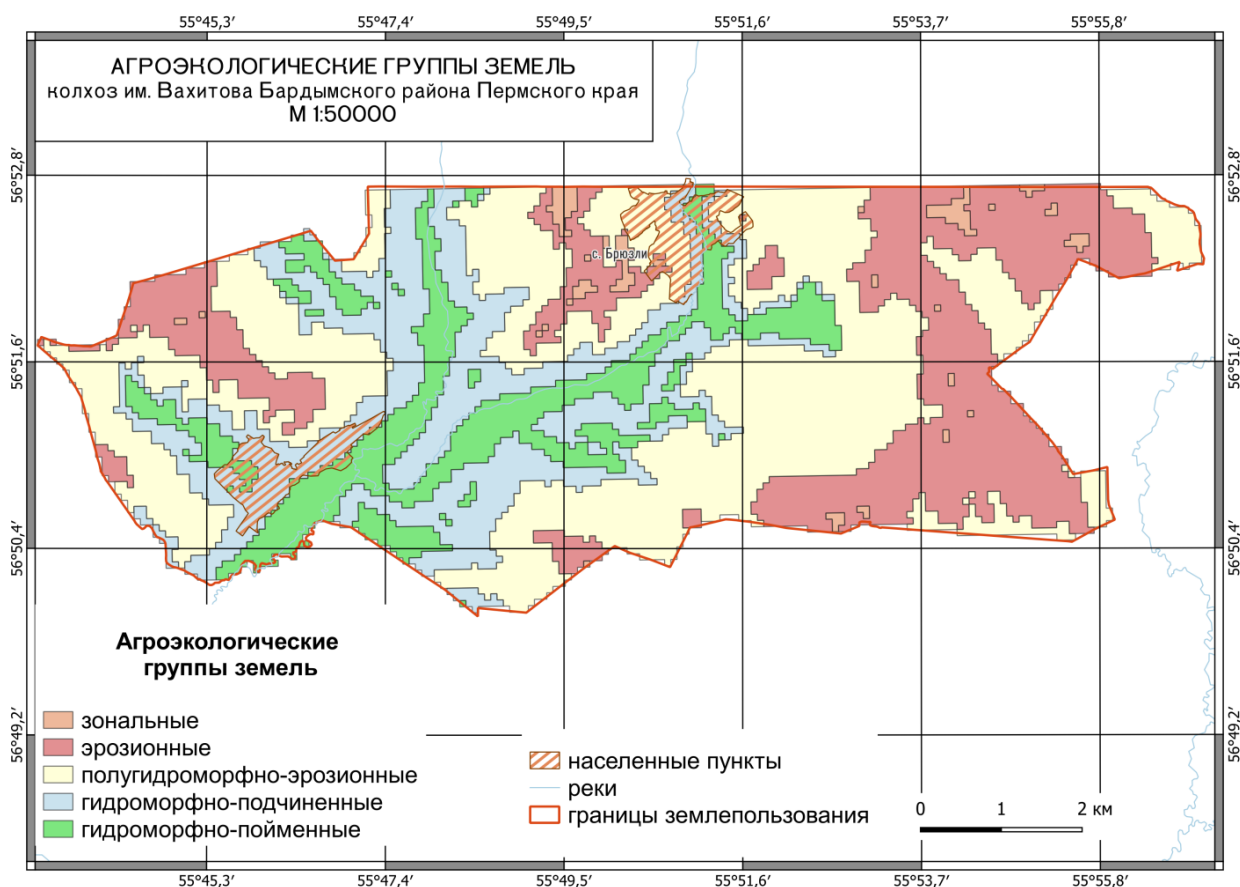 55°45,3′ 55°47,4′ 55°49,5′ 55°51,6′ 55°53,7′ 55°55,8′
АГРОЭКОЛОГИЧЕСКИЕ ГРУППЫ ЗЕМЕЛЬ
колхоз им. Вахитова Бардымского района Пермского края
М 1:50000
56°52,8′ 56°52,8′
с. Брюзли
56°51,6′ 56°51,6′
56°50,4′ 56°50,4′
Агроэкологические
группы земель
56°49,2′ 56°49,2′
зональные
эрозионные
полугидроморфно-эрозионные
гидроморфно-подчиненные
гидроморфно-пойменные
населенные пункты
реки
границы землепользования
0 1 2 км
55°45,3′ 55°47,4′ 55°49,5′ 55°51,6′ 55°53,7′ 55°55,8′